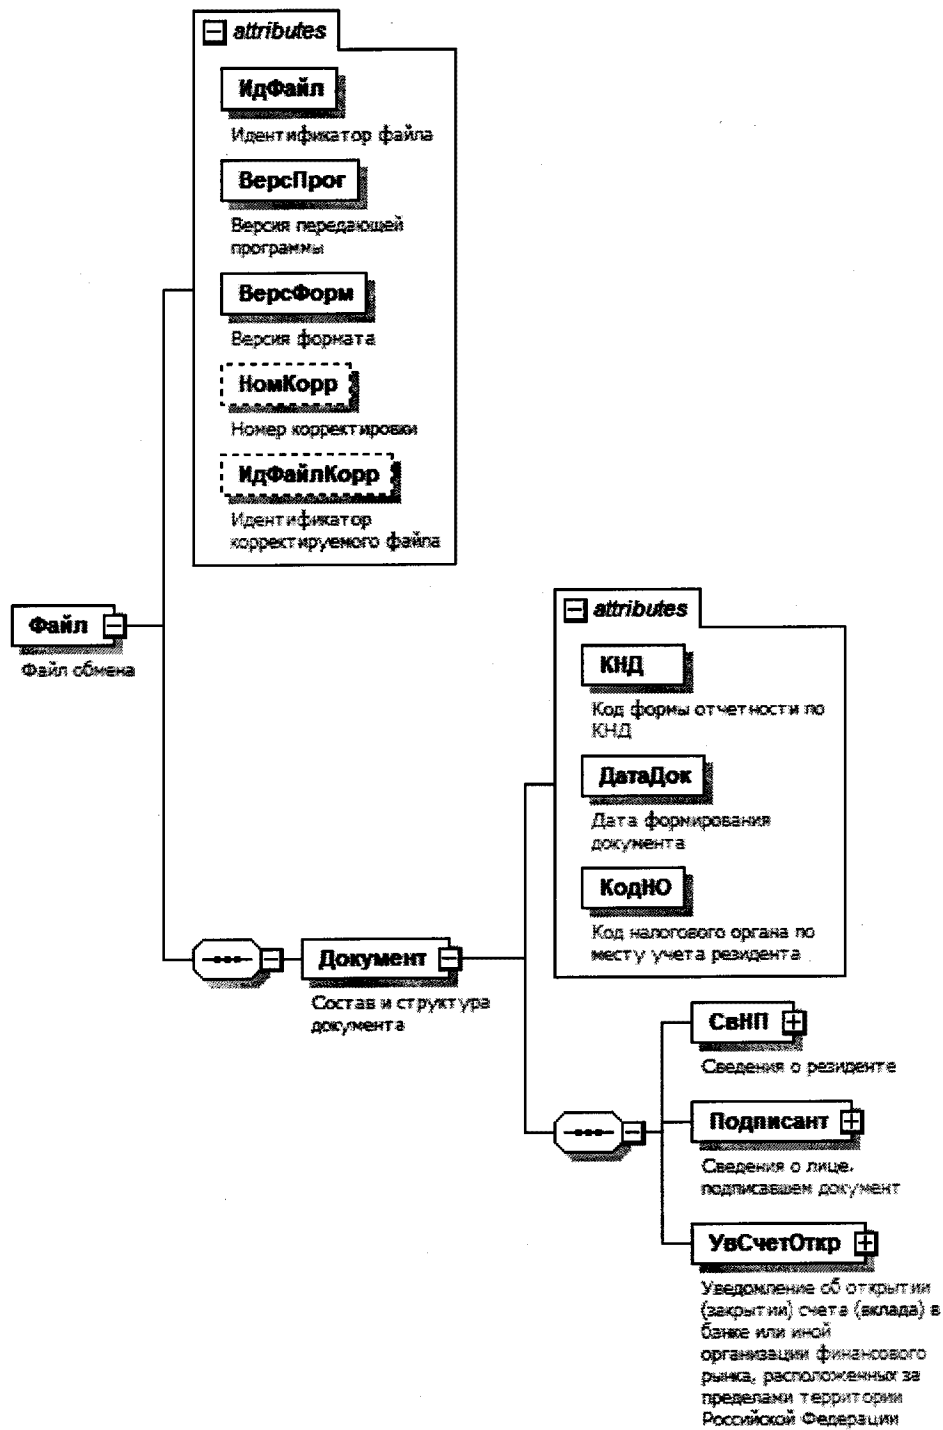 attributes
ИдФайл
Идентификатор файла
ВерсПрог
Версия передающей
программы
ВерсФорм
Версия формата
НомКорр
Номер корректировки
ИдФайлКорр
Идентификатор
корректируемого файла
Файл
Файл обмена
attributes
КНД
Код формы отчетности по
КНД
ДатаДок
Дата формирования
документа
КодНО
Код налогового органа по
месту учета резидента
Документ
Состав и структура
документа
СвНП
Сведения о резиденте
Подписант
Сведения о лице,
подписавшем документ
УвСчетОткр
Уведомление об открытии
(закрытии) счета (вклада) в
банке или иной
организации финансового
рынка, расположенных за
пределами территории
Российской Федерации